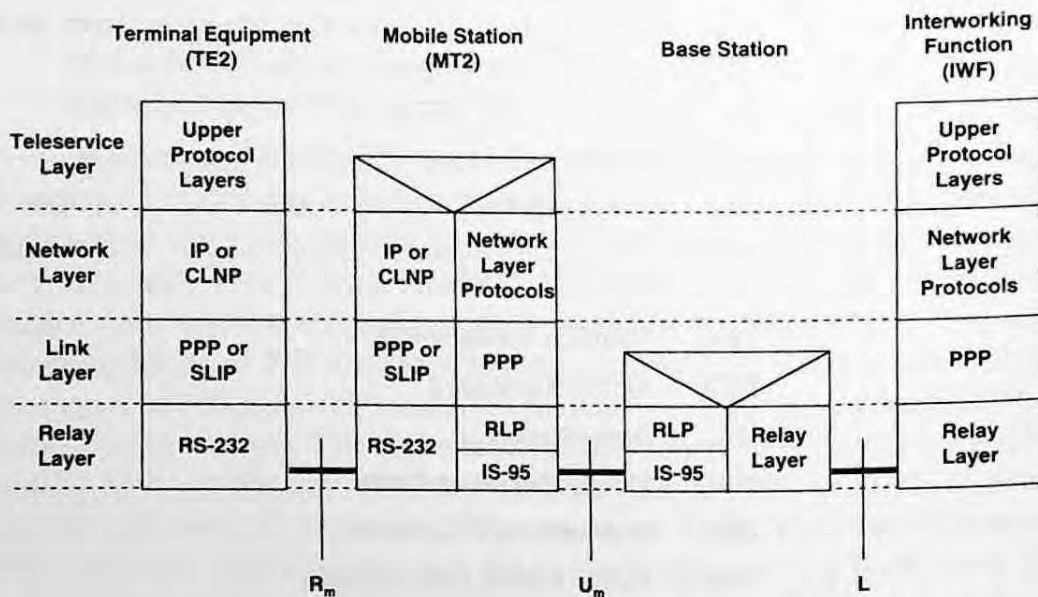 Terminal Equipment
(TE2)
Mobile Station
(MT2)
Base Station
Interworking
Function
(IWF)
Teleservice
Layer
Upper
Protocol
Layers
Upper
Protocol
Layers
Network
Layer
IP or
CLNP
IP or
CLNP
Network
Layer
Protocols
Network
Layer
Protocols
Link
Layer
PPP or
SLIP
PPP or
SLIP
PPP
PPP
Relay
Layer
RS-232
RS-232
RLP
IS-95
RLP
IS-95
Relay
Layer
Relay
Layer
Rm
Um
L